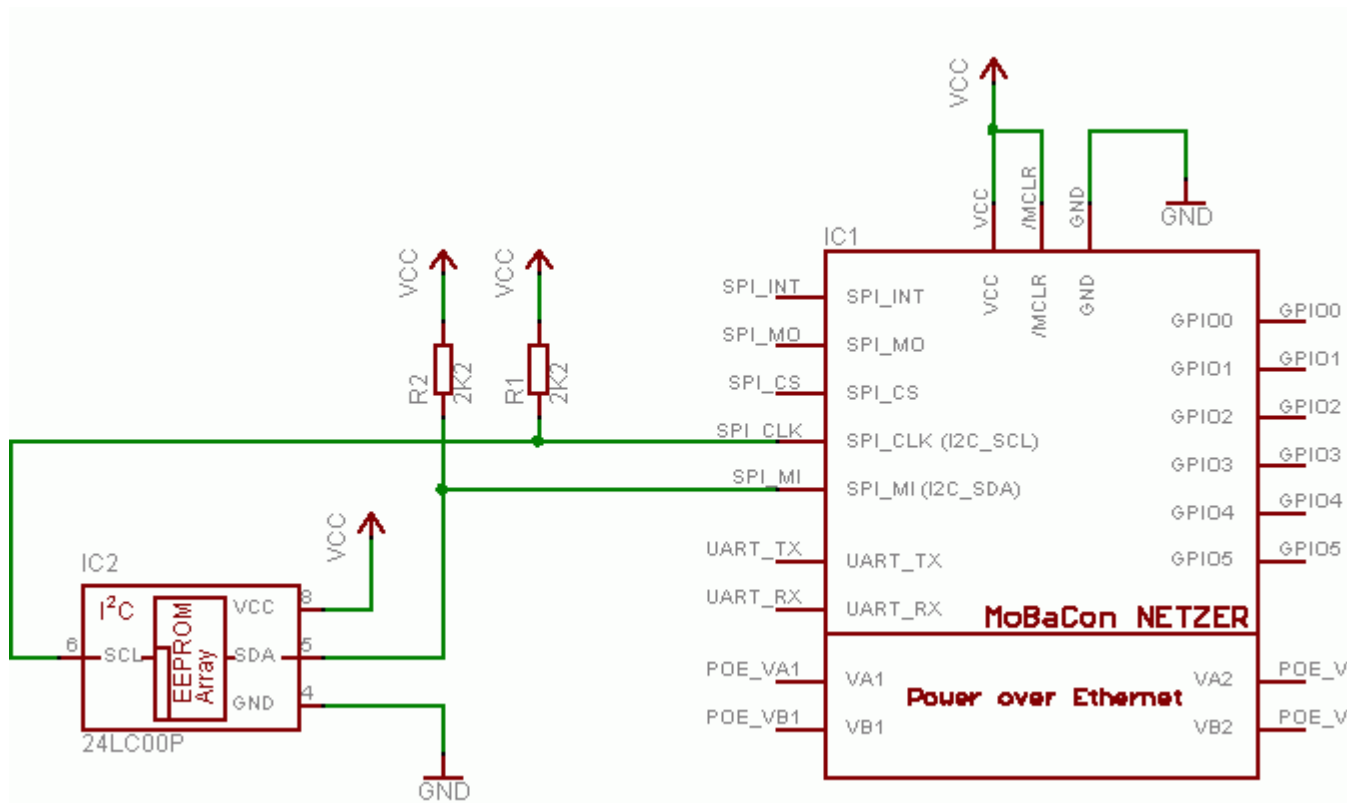 VCC
VCC
/MCLR
GND
GND
IC1
VCC
VCC
R2
2K2
R1
2K2
SPI_INT
SPI_INT
VCC
/MCLR
GND
GPIO0
GPIO0
SPI_MO
SPI_MO
GPIO1
GPIO1
SPI_CS
SPI_CS
GPIO2
GPIO2
SPI_CLK
SPI_CLK (I2C_SCL)
GPIO3
GPIO3
SPI_MI
SPI_MI (I2C_SDA)
GPIO4
GPIO4
UART_TX
UART_TX
GPIO5
GPIO5
UART_RX
UART_RX
MoBaCon NETZER
POE_VA1
VA1
VA2
POE_V
Power over Ethernet
POE_VB1
VB1
VB2
POE_V
VCC
IC2
I²C
VCC
8
6
SCL
EEPROM
Array
SDA
5
GND
4
24LC00P
GND